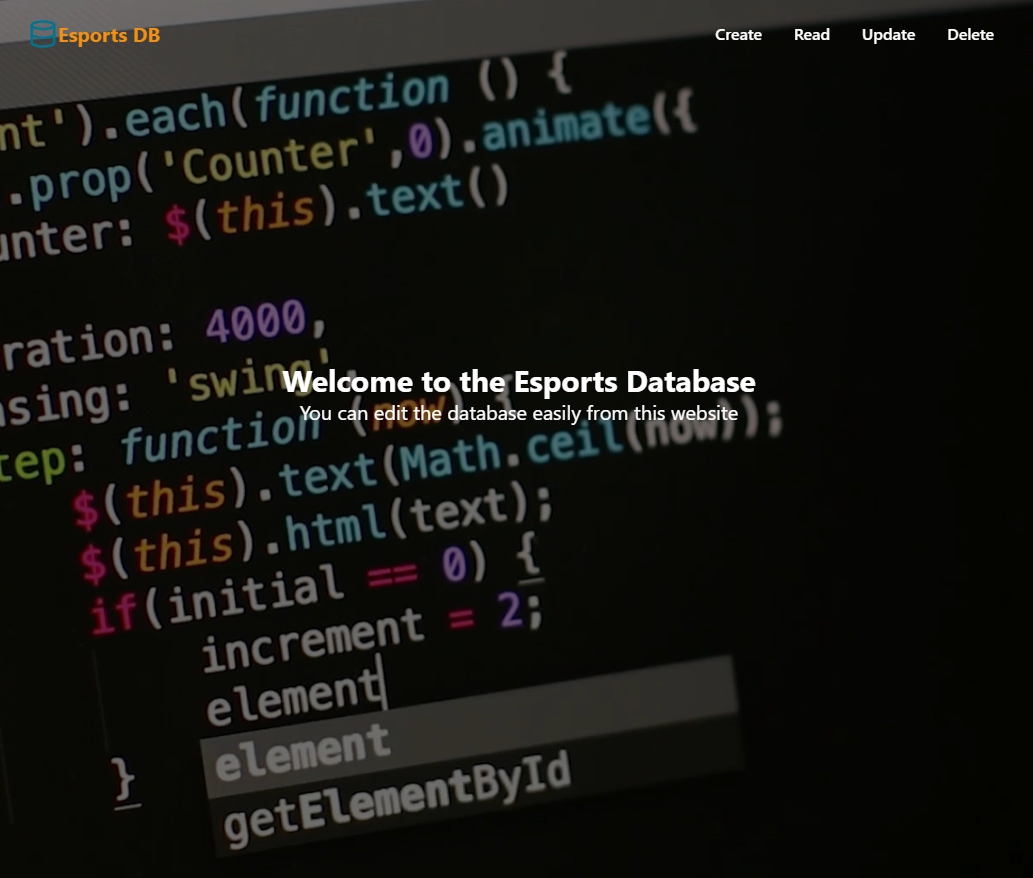 Esports DB Create Read Update Delete
nt').each(function () {
.prop('Counter',0).animate({
unter: $(this).text()
ration: 4000,
sing: 'swing',
Welcome to the Esports Database
You can edit the database easily from this website
tep: function (now) {
$(this).text(Math.ceil(now));
$(this).html(text);
if(initial == 0) {
increment = 2;
element
element
}
getElementById